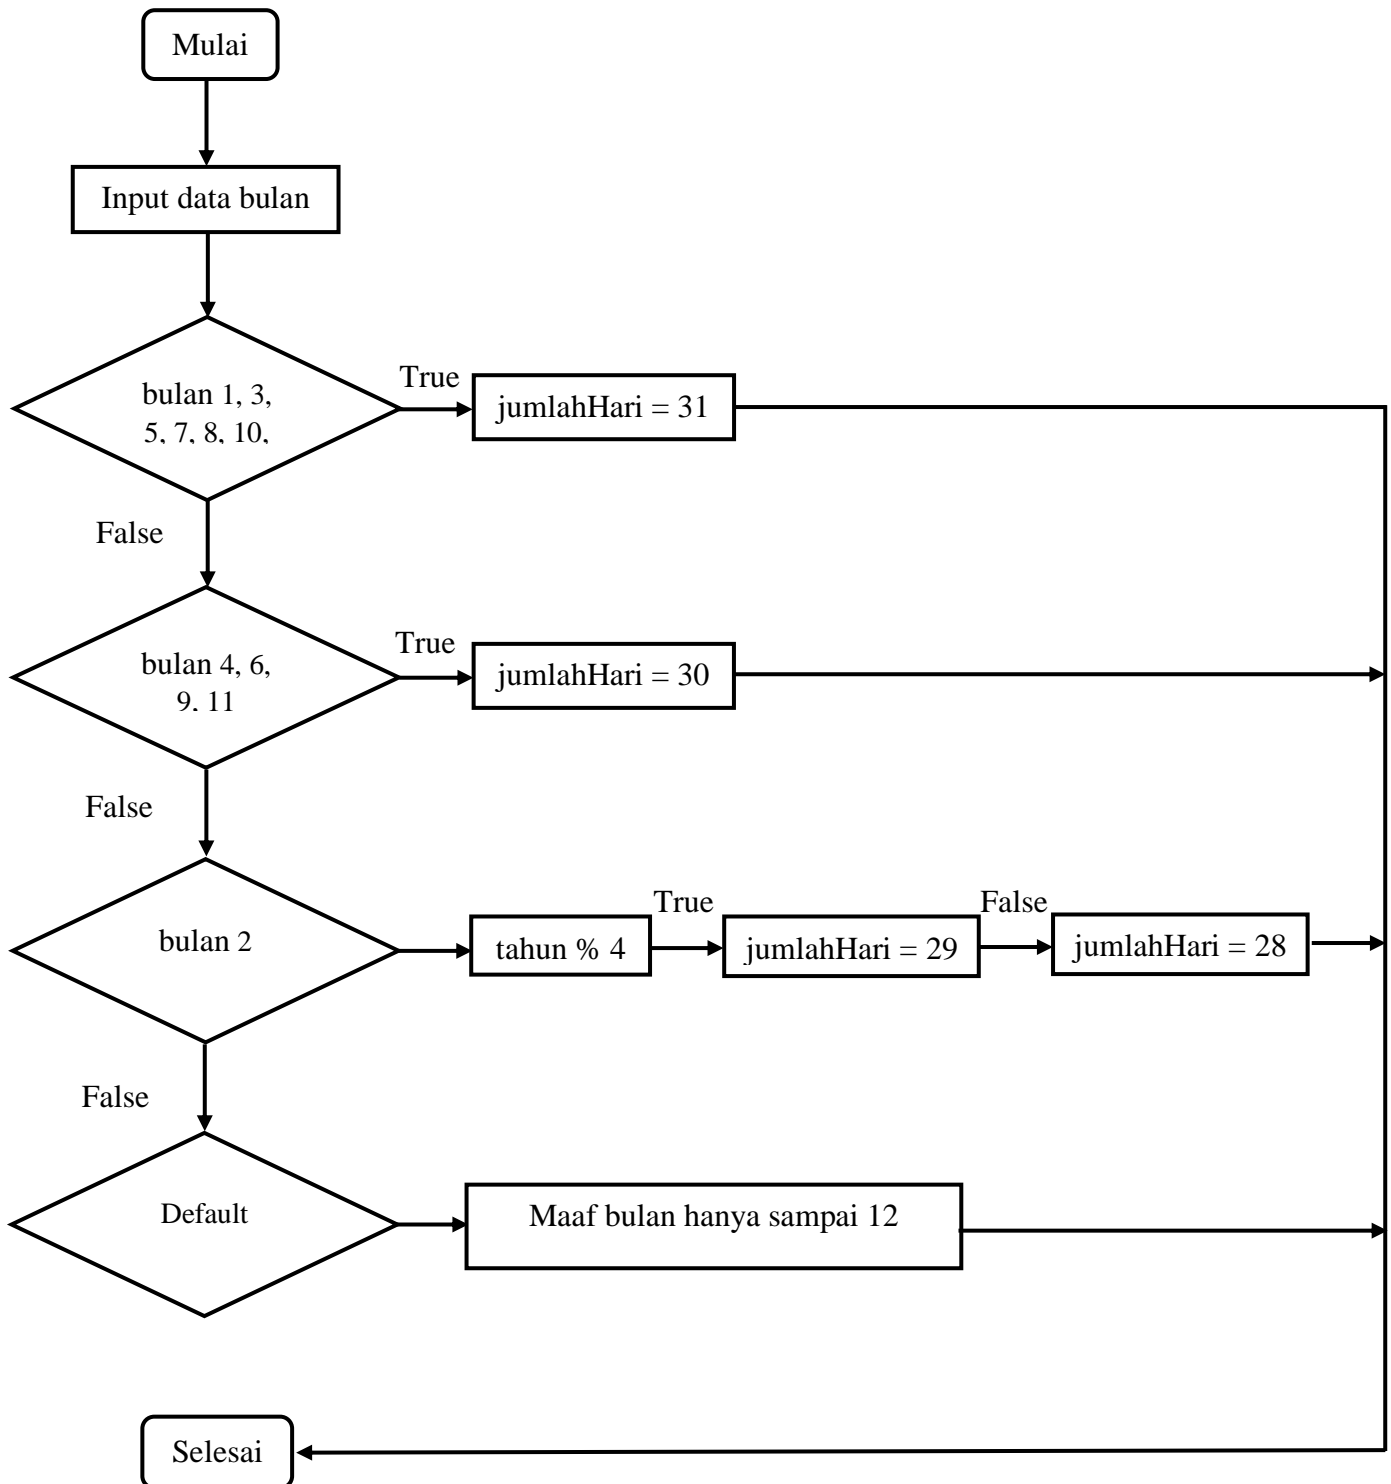 Mulai
Input data bulan
bulan 1, 3,
5, 7, 8, 10,
True
jumlahHari = 31
False
bulan 4, 6,
9, 11
True
jumlahHari = 30
False
bulan 2
tahun % 4
True
jumlahHari = 29
False
jumlahHari = 28
False
Default
Maaf bulan hanya sampai 12
Selesai